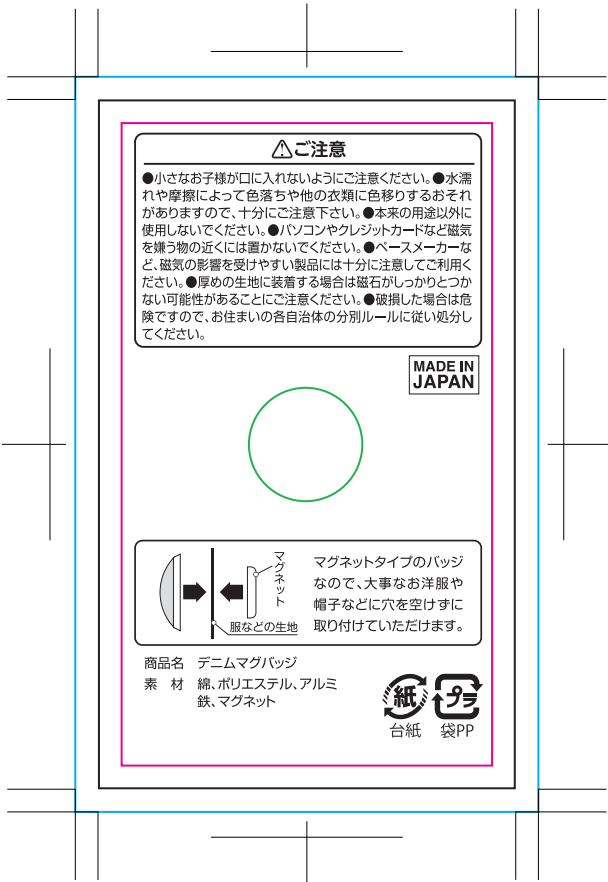 ⚠ご注意
●小さなお子様が口に入れないようにご注意ください。●水濡
れや摩擦によって色落ちや他の衣類に色移りするおそれ
がありますので、十分にご注意下さい。●本来の用途以外に
使用しないでください。●パソコンやクレジットカードなど磁気
を嫌う物の近くには置かないでください。●ペースメーカーな
ど、磁気の影響を受けやすい製品には十分に注意してご利用く
ださい。●厚めの生地に装着する場合は磁石がしっかりとつか
ない可能性があることにご注意ください。●破損した場合は危
険ですので、お住まいの各自治体の分別ルールに従い処分し
てください。
MADE IN
JAPAN
マグネット
服などの生地
マグネットタイプのバッジ
なので、大事なお洋服や
帽子などに穴を空けずに
取り付けていただけます。
商品名 デニムマグバッジ
素 材 綿、ポリエステル、アルミ
鉄、マグネット
紙
台紙
プラ
袋PP